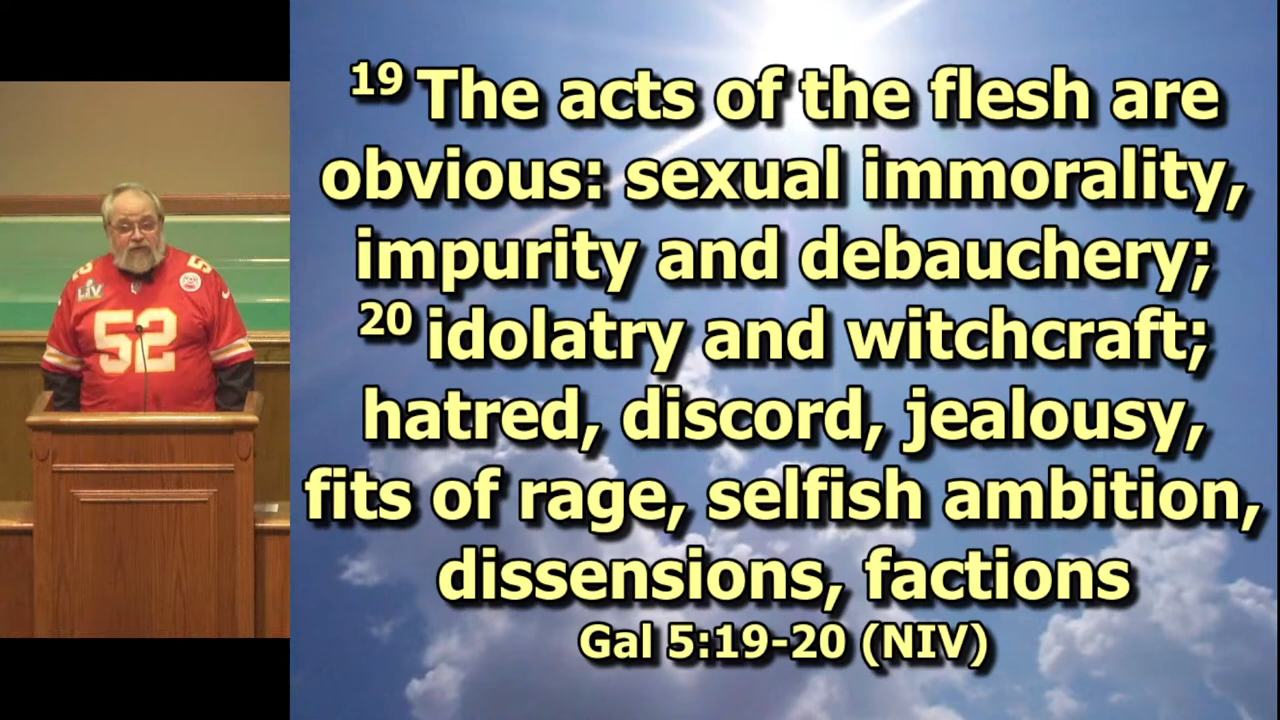 19 The acts of the flesh are
obvious: sexual immorality,
impurity and debauchery;
20 idolatry and witchcraft;
hatred, discord, jealousy,
fits of rage, selfish ambition,
dissensions, factions
Gal 5:19-20 (NIV)
LIV
52